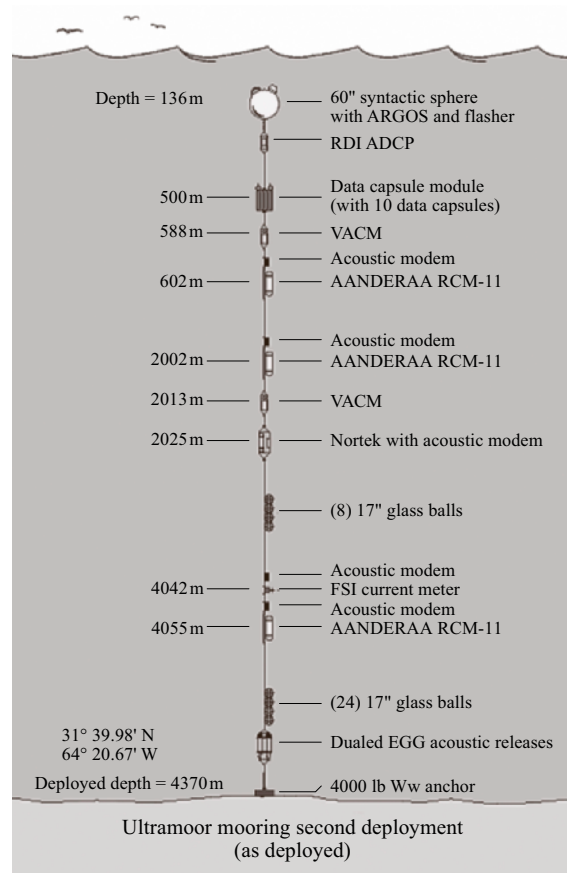 Depth = 136 m
60" syntactic sphere
with ARGOS and flasher
RDI ADCP
500 m
Data capsule module
(with 10 data capsules)
588 m
VACM
Acoustic modem
602 m
AANDERAA RCM-11
Acoustic modem
2002 m
AANDERAA RCM-11
2013 m
VACM
2025 m
Nortek with acoustic modem
(8) 17" glass balls
Acoustic modem
4042 m
FSI current meter
Acoustic modem
4055 m
AANDERAA RCM-11
(24) 17" glass balls
31° 39.98' N
64° 20.67' W
Dualed EGG acoustic releases
Deployed depth = 4370 m
4000 lb Ww anchor
Ultramoor mooring second deployment
(as deployed)